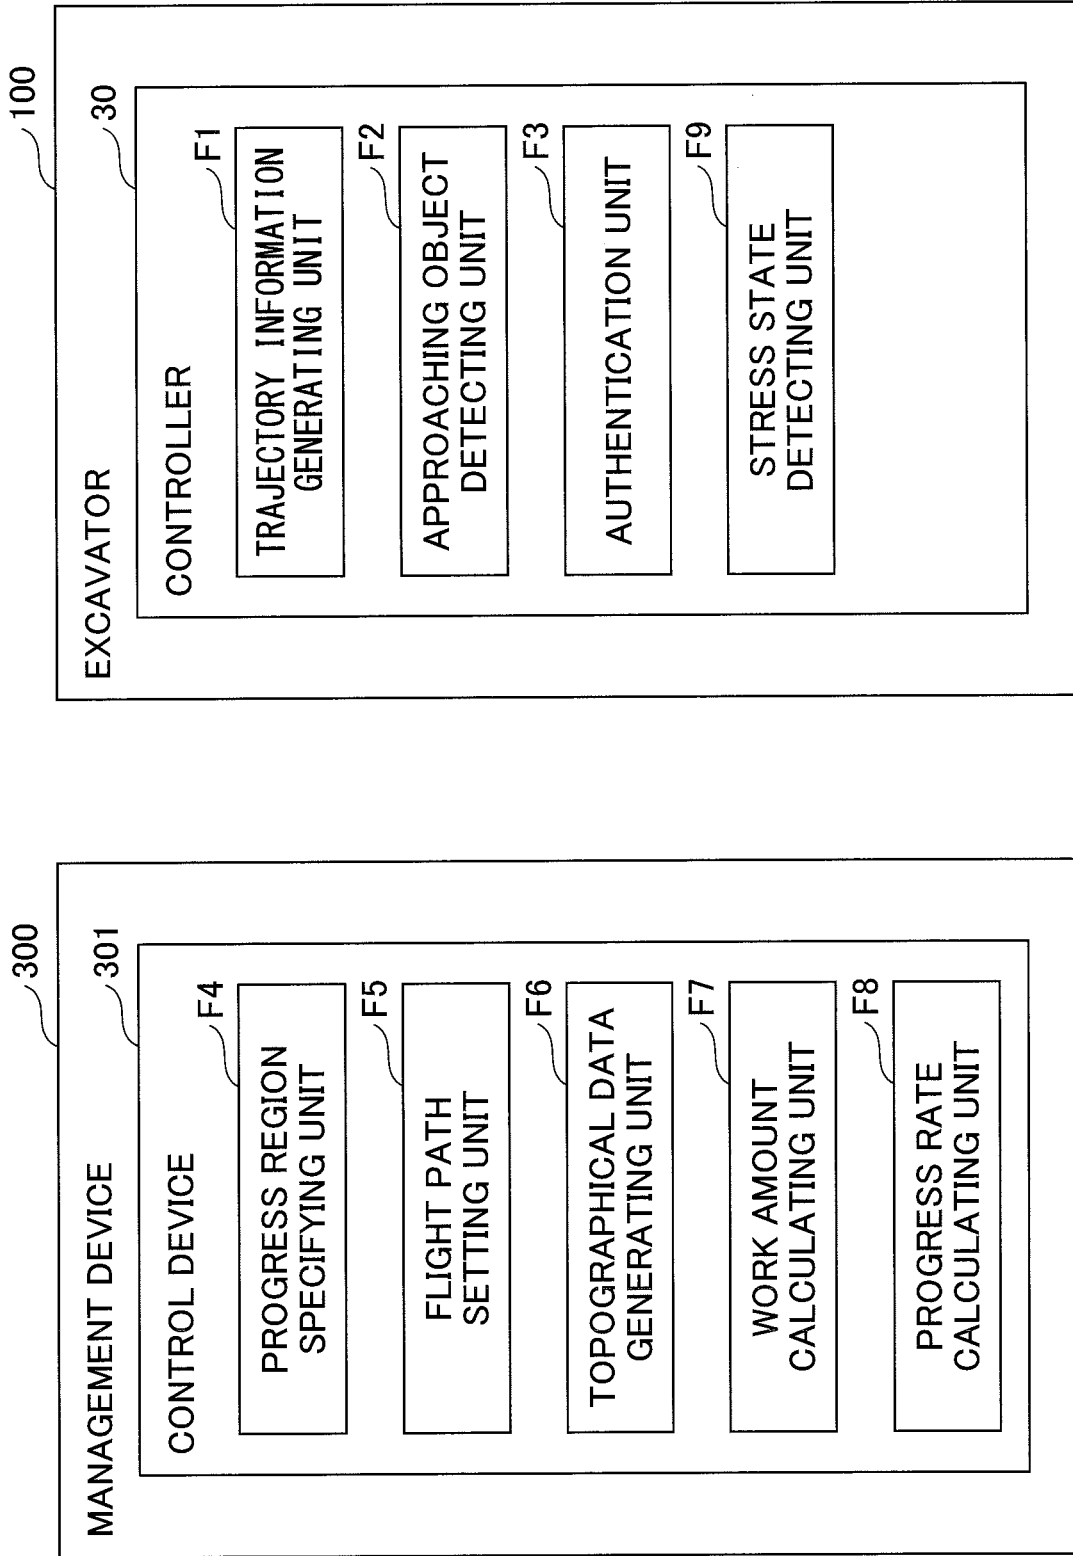 300
MANAGEMENT DEVICE
301
CONTROL DEVICE
F4
PROGRESS REGION
SPECIFYING UNIT
F5
FLIGHT PATH
SETTING UNIT
F6
TOPOGRAPHICAL DATA
GENERATING UNIT
F7
WORK AMOUNT
CALCULATING UNIT
F8
PROGRESS RATE
CALCULATING UNIT
100
EXCAVATOR
30
CONTROLLER
F1
TRAJECTORY INFORMATION
GENERATING UNIT
F2
APPROACHING OBJECT
DETECTING UNIT
F3
AUTHENTICATION UNIT
F9
STRESS STATE
DETECTING UNIT